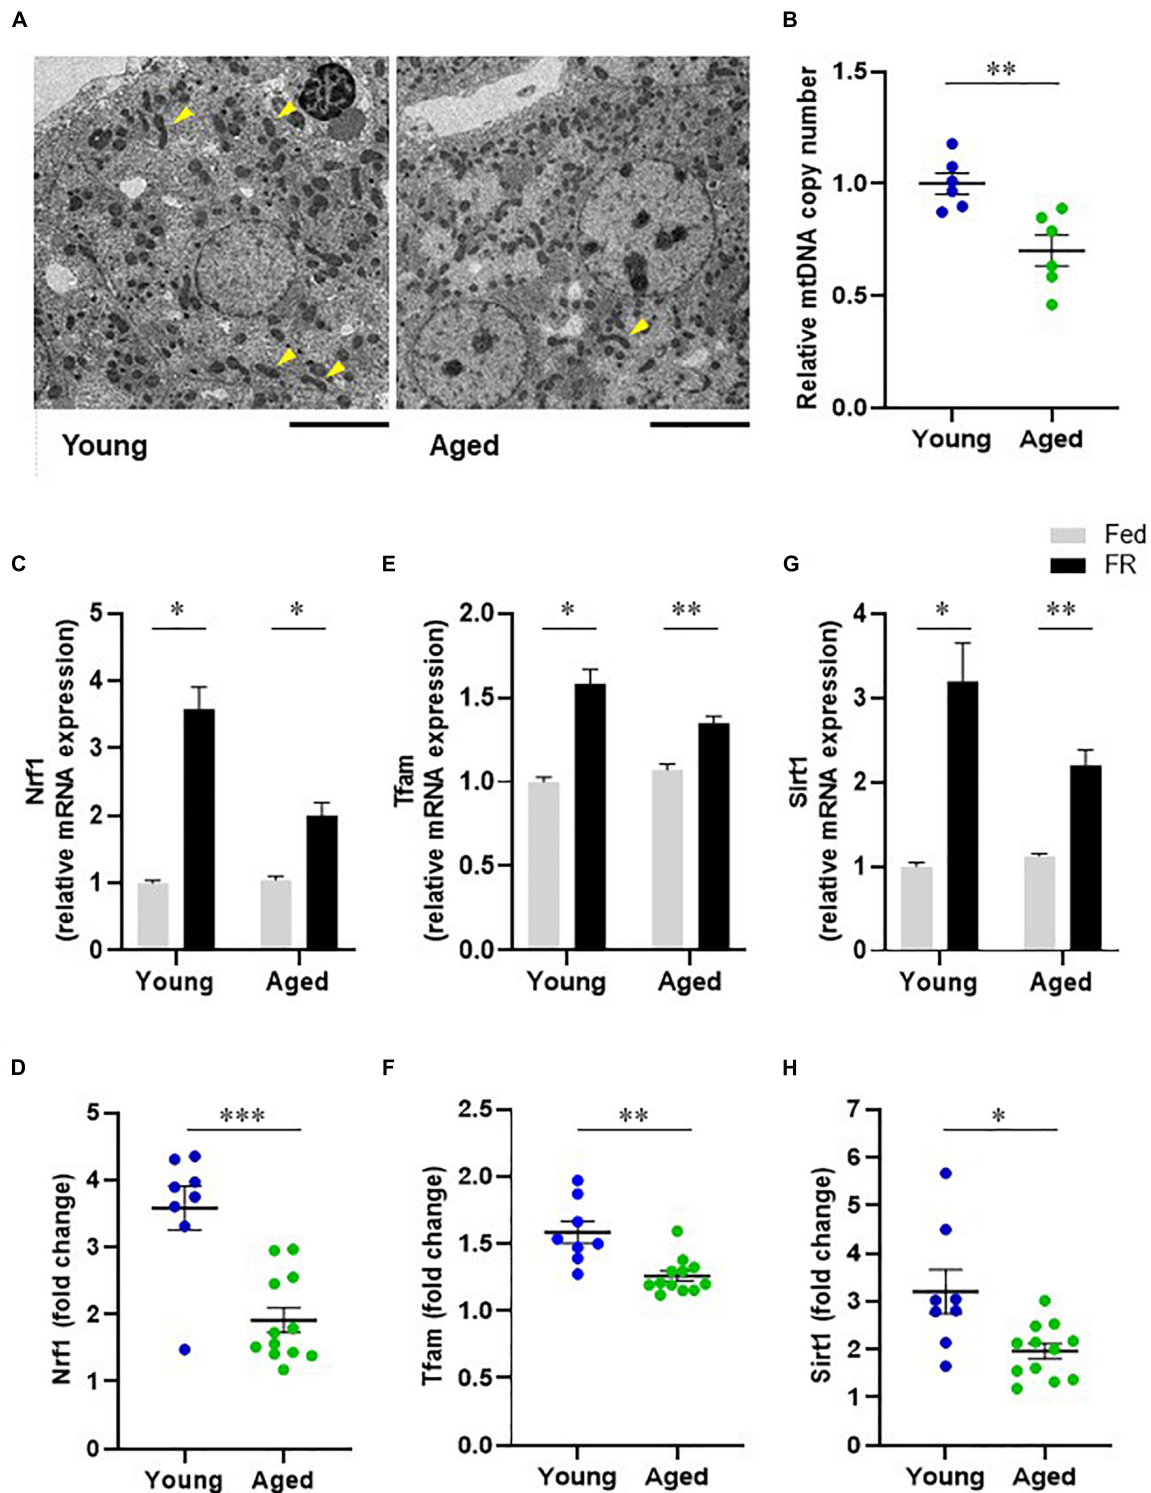 A
B
Young
Aged
Relative mtDNA copy number
1.5
1.0
0.5
0.0
**
Young
Aged
Fed
FR
C
E
G
Nrf1
(relative mRNA expression)
5
4
3
2
1
0
*
*
Young
Aged
Tfam
(relative mRNA expression)
2.0
1.5
1.0
0.5
0.0
*
**
Young
Aged
Sirt1
(relative mRNA expression)
4
3
2
1
0
*
**
Young
Aged
D
F
H
Nrf1 (fold change)
5
4
3
2
1
0
***
Young
Aged
Tfam (fold change)
2.5
2.0
1.5
1.0
0.5
0.0
**
Young
Aged
Sirt1 (fold change)
7
6
5
4
3
2
1
0
*
Young
Aged